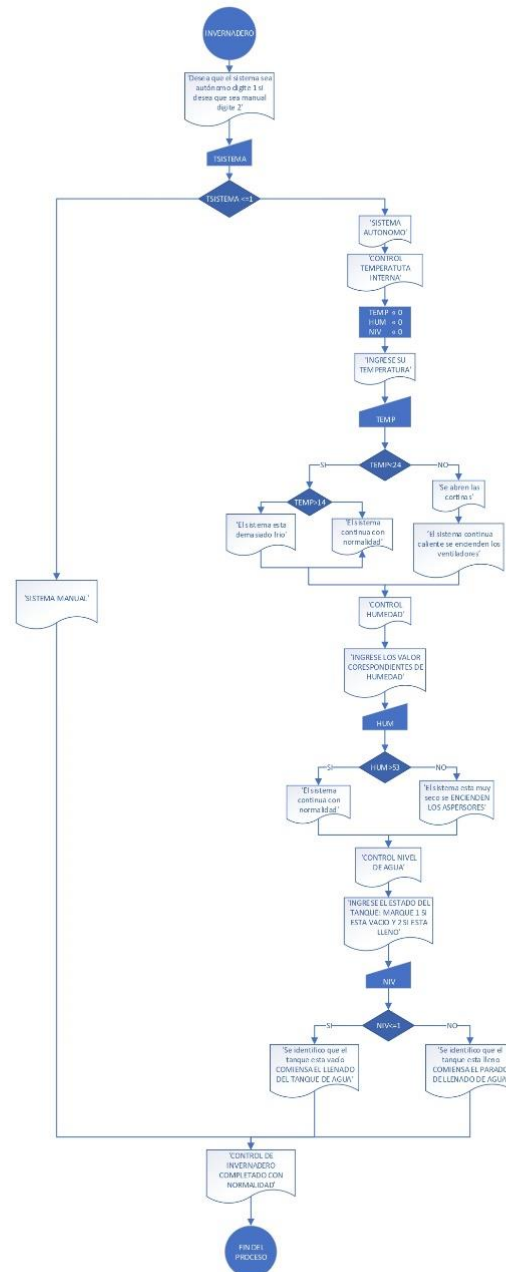 INVERNADERO
'Desea que el sistema sea
autónamo digite 1 si
desea que sea manual
digite 2'
TSISTEMA
TSISTEMA <=1
'SISTEMA
AUTONOMO'
'CONTROL
TEMPERATUTA
INTERNA'
TEMP = 0
HUM = 0
NIV = 0
'INGRESE SU
TEMPERATURA'
TEMP
SI
TEMP<24
NO
TEMP>14
'Se abren las
cortinas'
'El sistema esta
demasiado frio'
'El sistema
continua con
normalidad'
'El sistema continua
caliente se encienden los
ventiladores'
'SISTEMA MANUAL'
'CONTROL
HUMEDAD'
'INGRESE LOS VALOR
CORESPONDIENTES DE
HUMEDAD'
HUM
SI
HUM>53
NO
'El sistema
continua con
normalidad'
'El sistema esta muy
seco se ENCIENDEN
LOS ASPERSORES'
'CONTROL NIVEL
DE AGUA'
'INGRESE EL ESTADO DEL
TANQUE: MARQUE 1 SI
ESTA VACIO Y 2 SI ESTA
LLENO'
NIV
SI
NIV<=1
NO
'Se identifico que el
tanque esta vacio
COMIENSA EL LLENADO
DEL TANQUE DE AGUA'
'Se identifico que el
tanque esta lleno
COMIENSA EL PARADO
DE LLENADO DE AGUA'
'CONTROL DE
INVERNADERO
COMPLETADO CON
NORMALIDAD'
FIN DEL
PROCESO